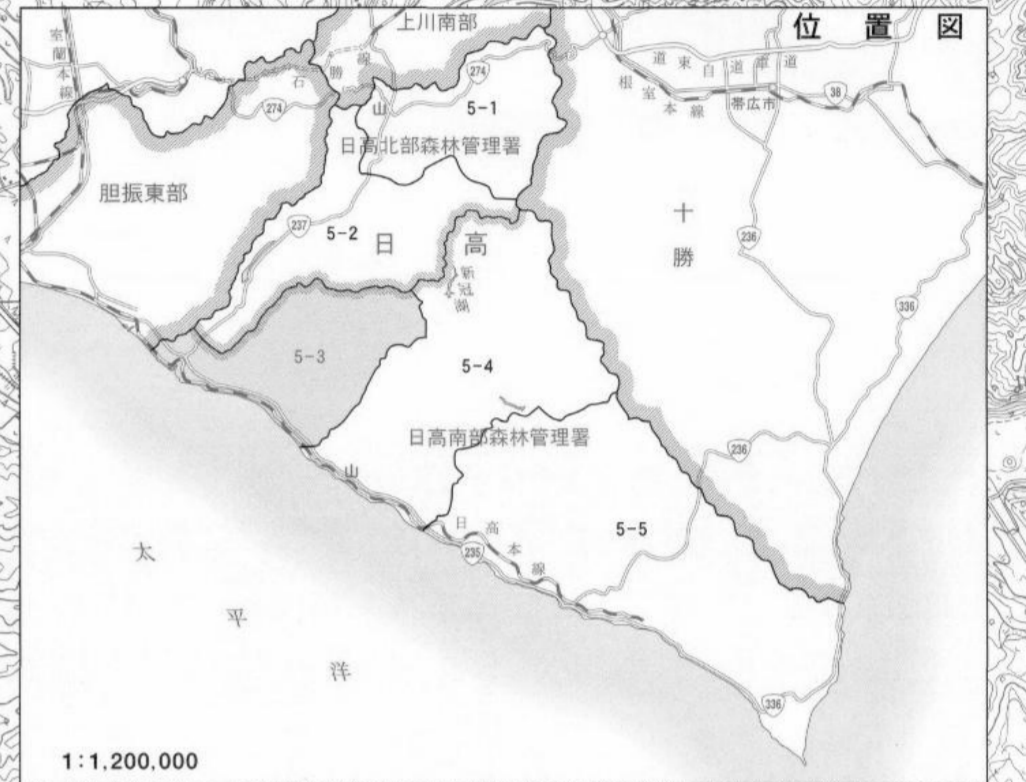 位置図
上川南部
室蘭本線
石勝線
274
274
5-1
道東自動車道
根室本線
38
帯広市
日高北部森林管理署
山
胆振東部
237
5-2
日高
十勝
236
新冠湖
336
5-3
5-4
日高南部森林管理署
236
山
日高本線
235
5-5
太平洋
336
1:1,200,000